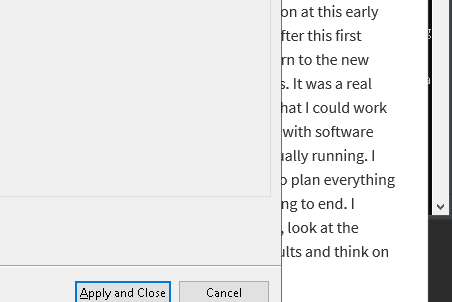 on at this early
fter this first
rn to the new
s. It was a real
hat I could work
with software
ually running. I
o plan everything
ng to end. I
, look at the
ults and think on
Apply and Close
Cancel